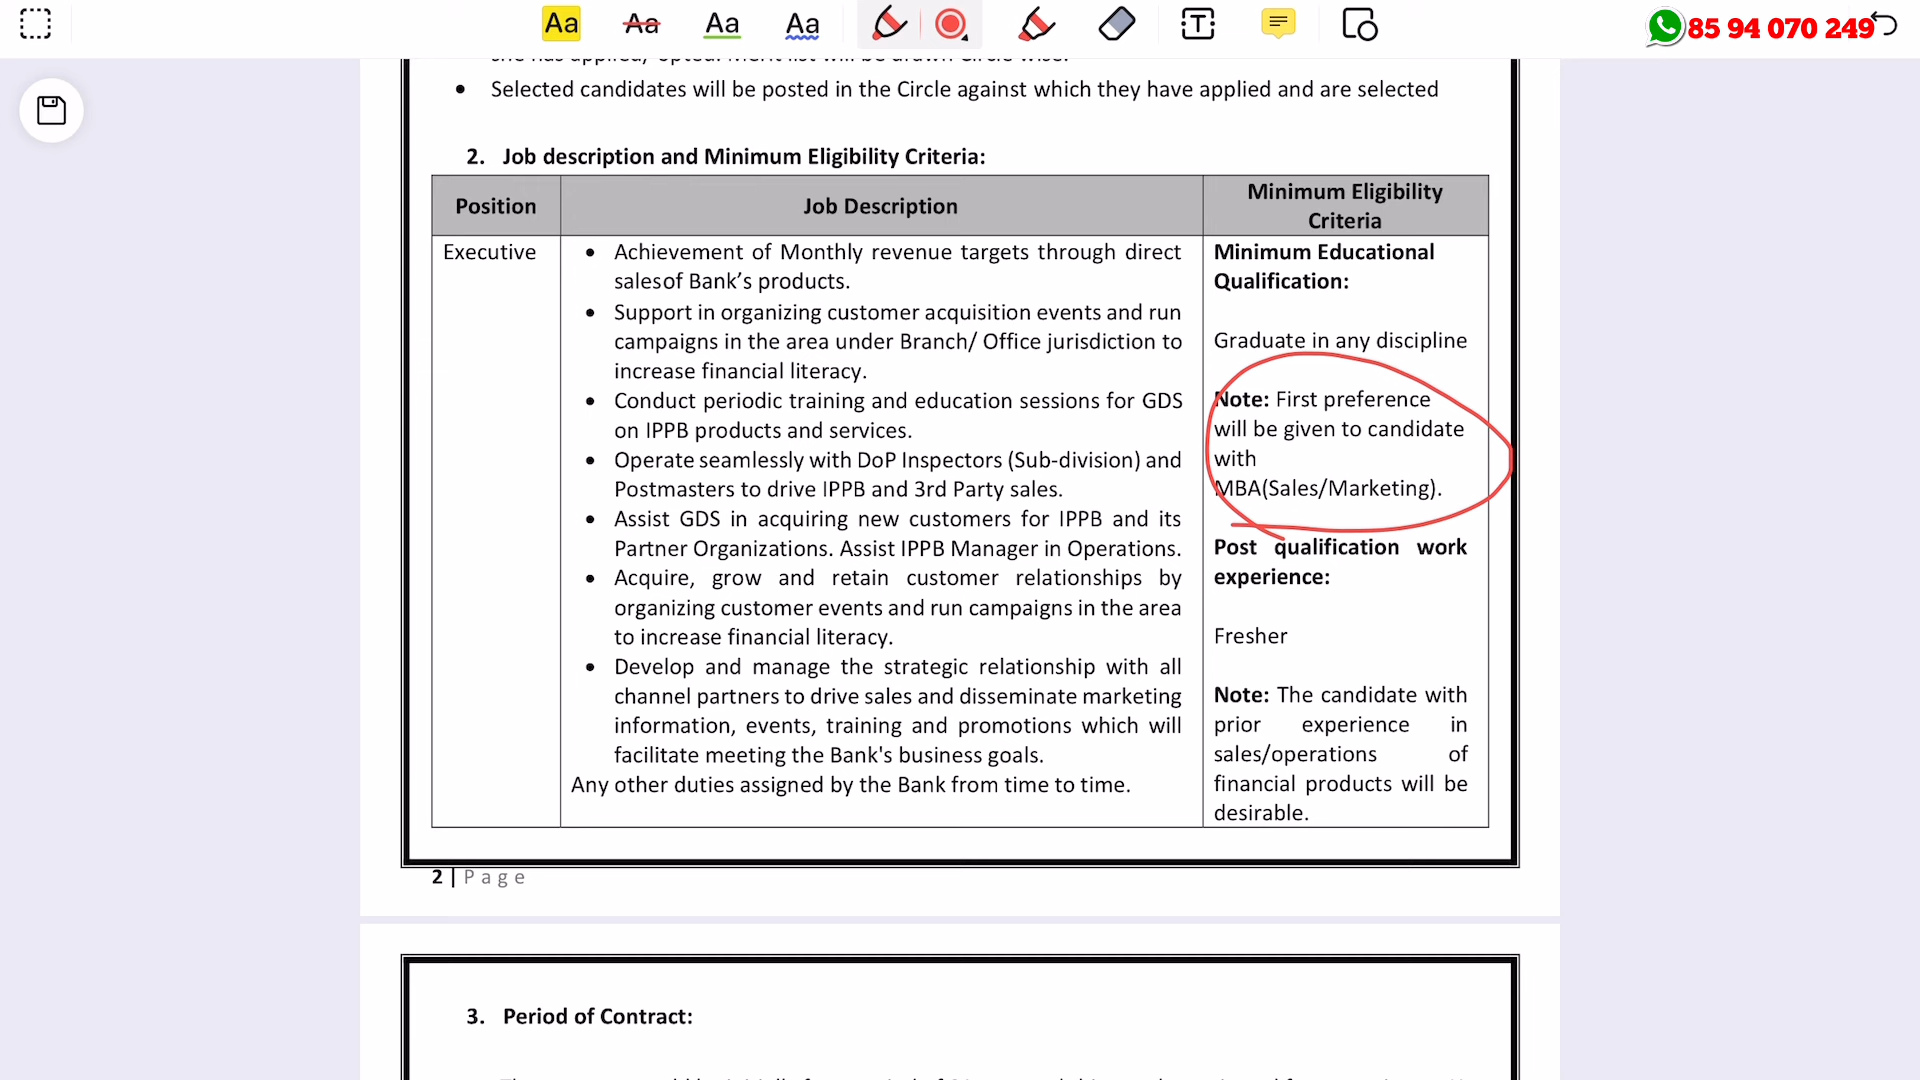 Aa Aa Aa Aa T
85 94 070 249
• Selected candidates will be posted in the Circle against which they have applied and are selected
2. Job description and Minimum Eligibility Criteria:
Position
Job Description
Minimum Eligibility
Criteria
Executive
• Achievement of Monthly revenue targets through direct
salesof Bank’s products.
• Support in organizing customer acquisition events and run
campaigns in the area under Branch/ Office jurisdiction to
increase financial literacy.
• Conduct periodic training and education sessions for GDS
on IPPB products and services.
• Operate seamlessly with DoP Inspectors (Sub-division) and
Postmasters to drive IPPB and 3rd Party sales.
• Assist GDS in acquiring new customers for IPPB and its
Partner Organizations. Assist IPPB Manager in Operations.
• Acquire, grow and retain customer relationships by
organizing customer events and run campaigns in the area
to increase financial literacy.
• Develop and manage the strategic relationship with all
channel partners to drive sales and disseminate marketing
information, events, training and promotions which will
facilitate meeting the Bank's business goals.
Any other duties assigned by the Bank from time to time.
Minimum Educational
Qualification:
Graduate in any discipline
Note: First preference
will be given to candidate
with
MBA(Sales/Marketing).
Post qualification work
experience:
Fresher
Note: The candidate with
prior experience in
sales/operations of
financial products will be
desirable.
2 | Page
3. Period of Contract: